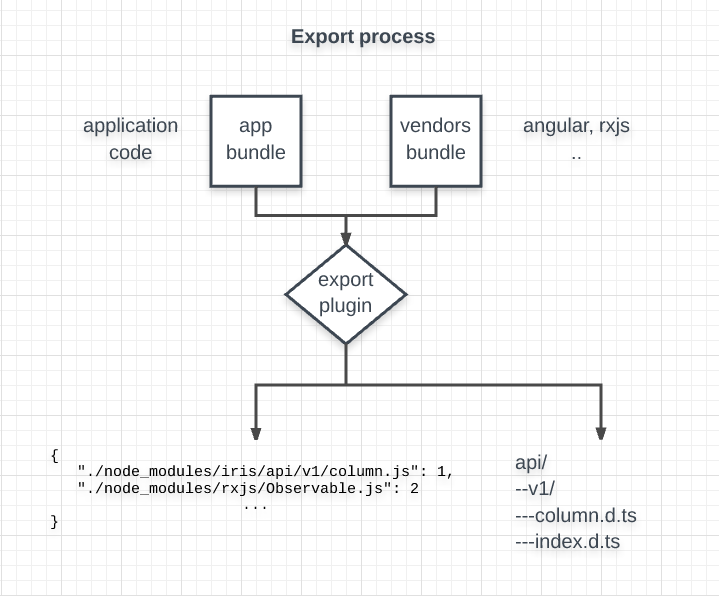 Export process
application
code
app
bundle
vendors
bundle
angular, rxjs
..
export
plugin
{
"./node_modules/iris/api/v1/column.js": 1,
"./node_modules/rxjs/Observable.js": 2
...
}
api/
--v1/
---column.d.ts
---index.d.ts